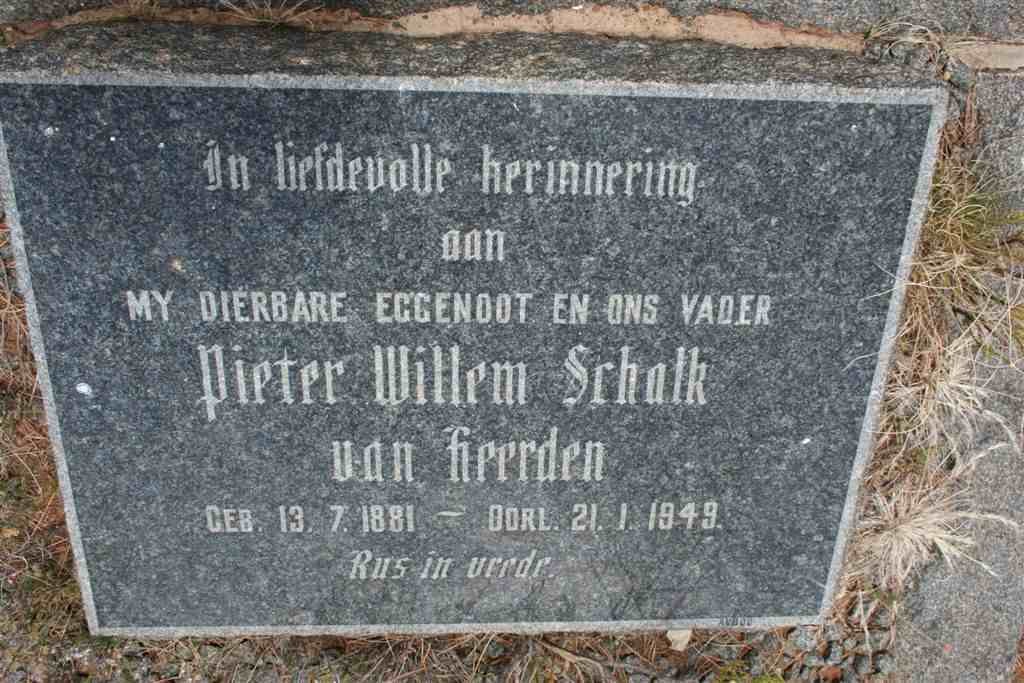 In liefdevolle herinnering
aan
MY DIERBARE EGGENOOT EN ONS VADER
Pieter Willem Schalk
van Heerden
GEB. 13. 7. 1881 – OORL. 21. 1. 1949.
Rus in vrede.